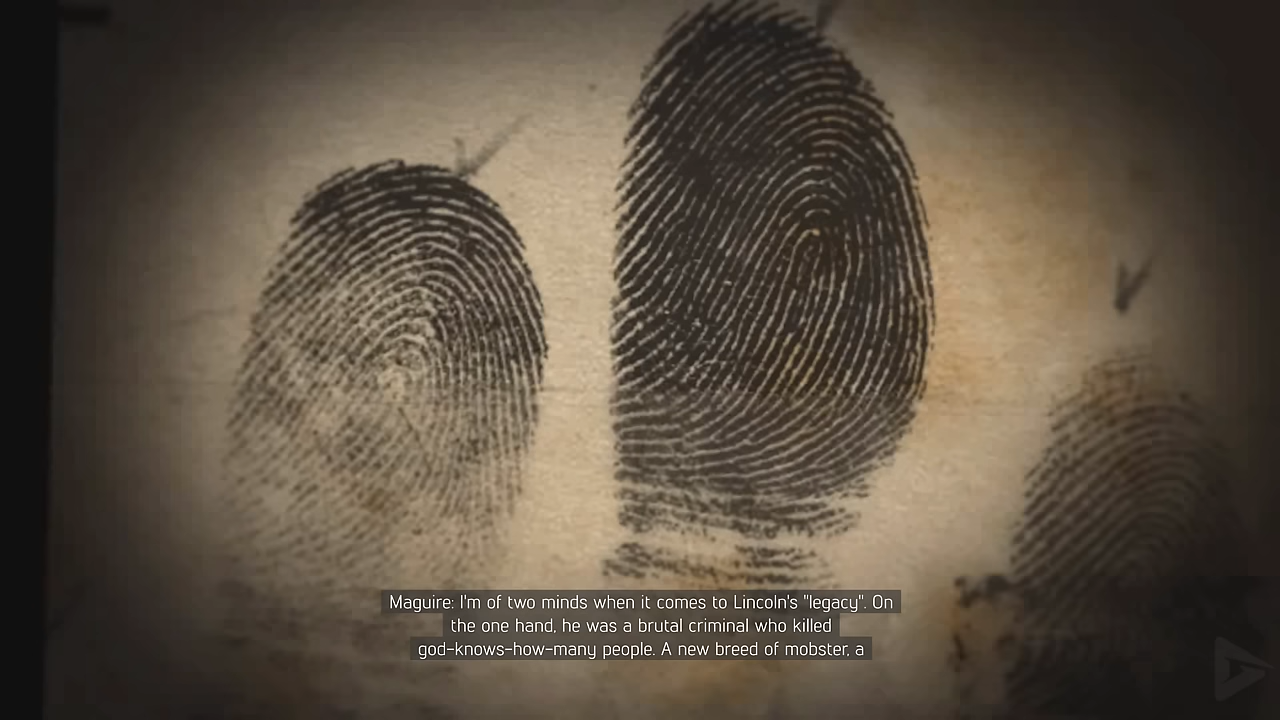 Maguire: I'm of two minds when it comes to Lincoln's "legacy". On
the one hand, he was a brutal criminal who killed
god-knows-how-many people. A new breed of mobster, a